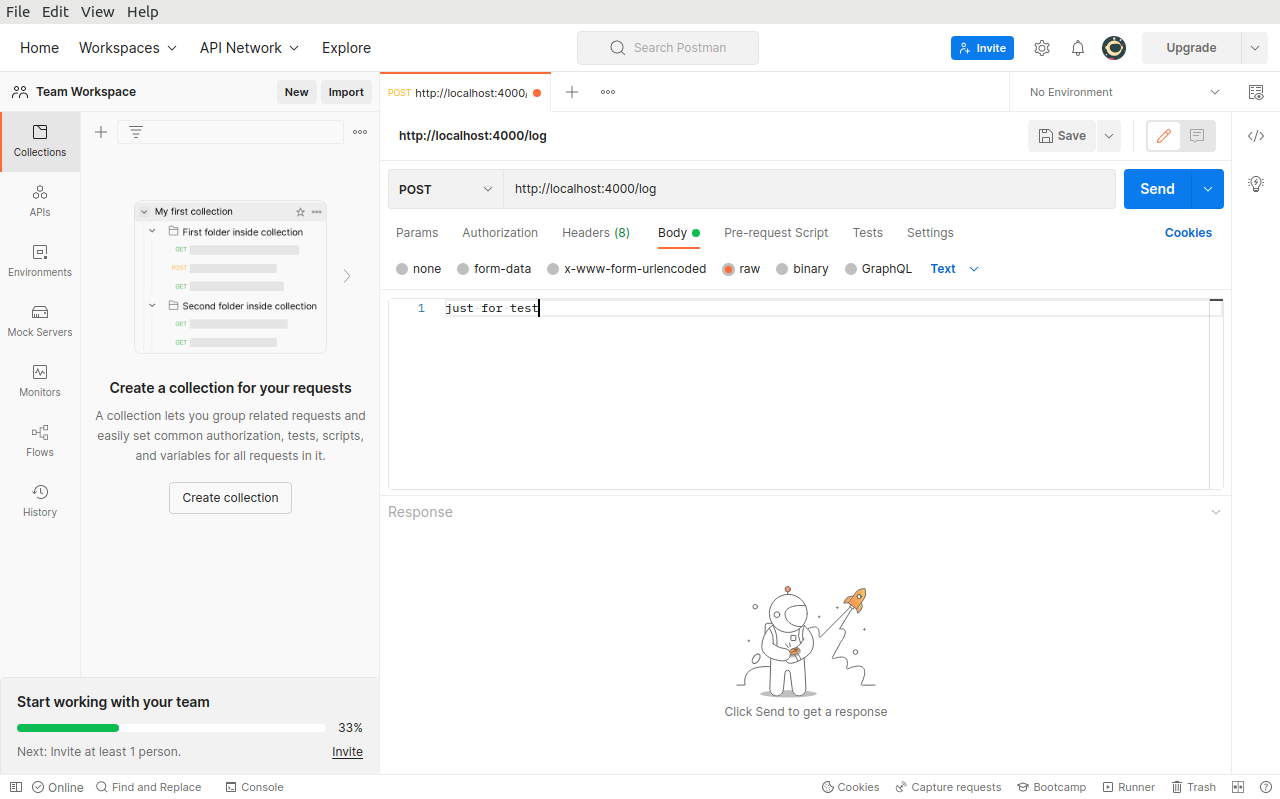 File Edit View Help
Home Workspaces API Network Explore Search Postman Invite Upgrade
Team Workspace New Import POST http://localhost:4000/ No Environment
Collections
APIs
Environments
Mock Servers
Monitors
Flows
History
My first collection
First folder inside collection
GET
POST
GET
Second folder inside collection
GET
GET
Create a collection for your requests
A collection lets you group related requests and
easily set common authorization, tests, scripts,
and variables for all requests in it.
Create collection
http://localhost:4000/log Save
POST http://localhost:4000/log Send
Params Authorization Headers (8) Body Pre-request Script Tests Settings Cookies
none form-data x-www-form-urlencoded raw binary GraphQL Text
1 just for test
Response
Click Send to get a response
Start working with your team
33%
Next: Invite at least 1 person. Invite
Online Find and Replace Console Cookies Capture requests Bootcamp Runner Trash